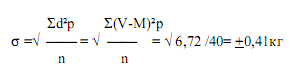 Σd²p Σ(V-M)²p
σ =√ ——— = √ ——— = √ 6,72 /40= ±0,41кг
n n